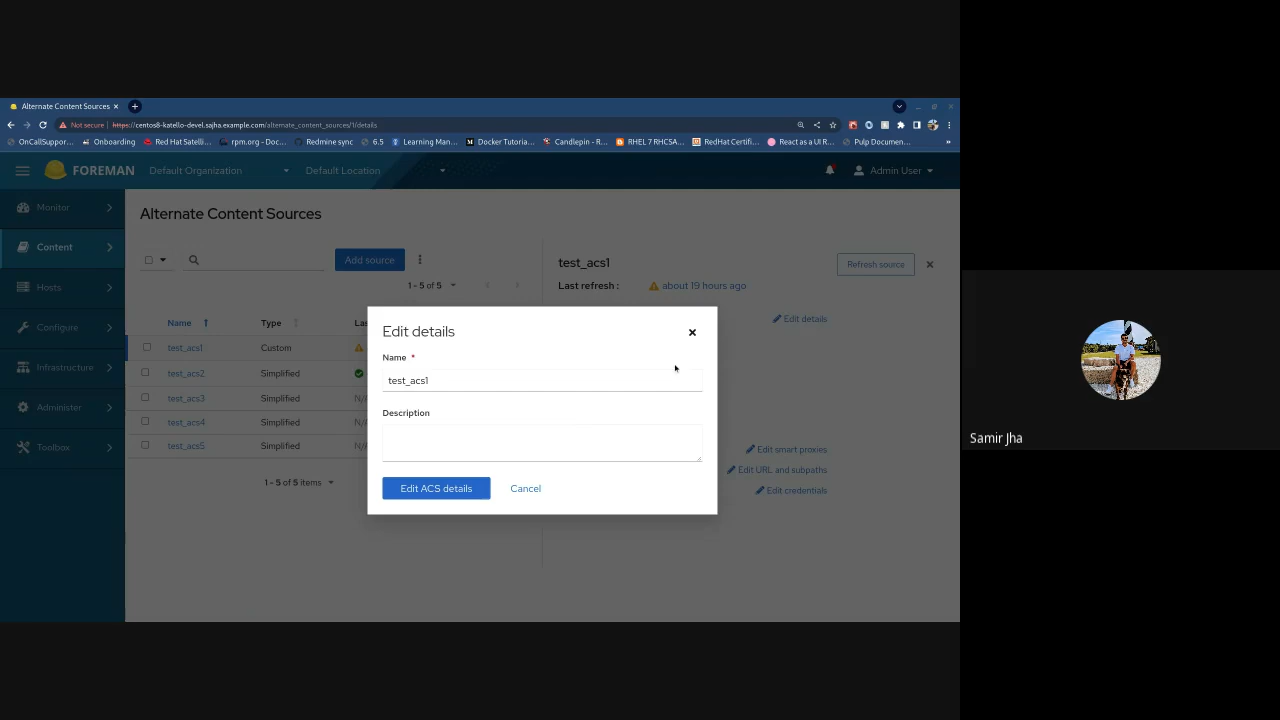 Alternate Content Sources
Not secure | https://centos8-katello-devel.sajha.example.com/alternate_content_sources/1/details
OnCallSuppor... Onboarding Red Hat Satelli... rpm.org - Doc... Redmine sync 6.5 Learning Man... Docker Tutoria... Candlepin - R... RHEL 7 RHCSA... RedHat Certifi... React as a UI R... Pulp Documen... »
FOREMAN Default Organization Default Location Admin User
Monitor
Content
Hosts
Configure
Infrastructure
Administer
Toolbox
Alternate Content Sources
Add source
1 - 5 of 5
Name Type Las
test_acs1 Custom
test_acs2 Simplified
test_acs3 Simplified N/
test_acs4 Simplified N/
test_acs5 Simplified N/
1 - 5 of 5 items
test_acs1
Refresh source
Last refresh : about 19 hours ago
Edit details
Edit smart proxies
Edit URL and subpaths
Edit credentials
Edit details
Name *
test_acs1
Description
Edit ACS details Cancel
Samir Jha